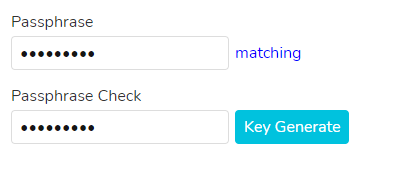 Passphrase
••••••••• matching
Passphrase Check
••••••••• Key Generate